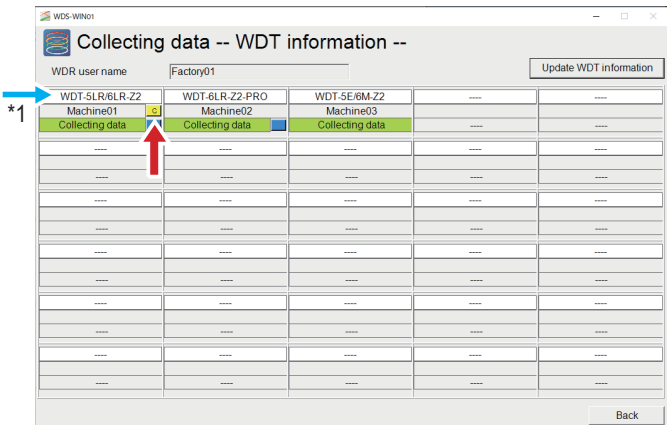 WDS-WIN01
Collecting data -- WDT information --
WDR user name Factory01 Update WDT information
*1
WDT-5LR/6LR-Z2 WDT-6LR-Z2-PRO WDT-5E/6M-Z2 ---- ----
Machine01 C Machine02 Machine03
Collecting data Collecting data Collecting data ---- ----
---- ---- ---- ---- ----
---- ---- ---- ---- ----
---- ---- ---- ---- ----
---- ---- ---- ---- ----
---- ---- ---- ---- ----
---- ---- ---- ---- ----
---- ---- ---- ---- ----
---- ---- ---- ---- ----
---- ---- ---- ---- ----
---- ---- ---- ---- ----
Back